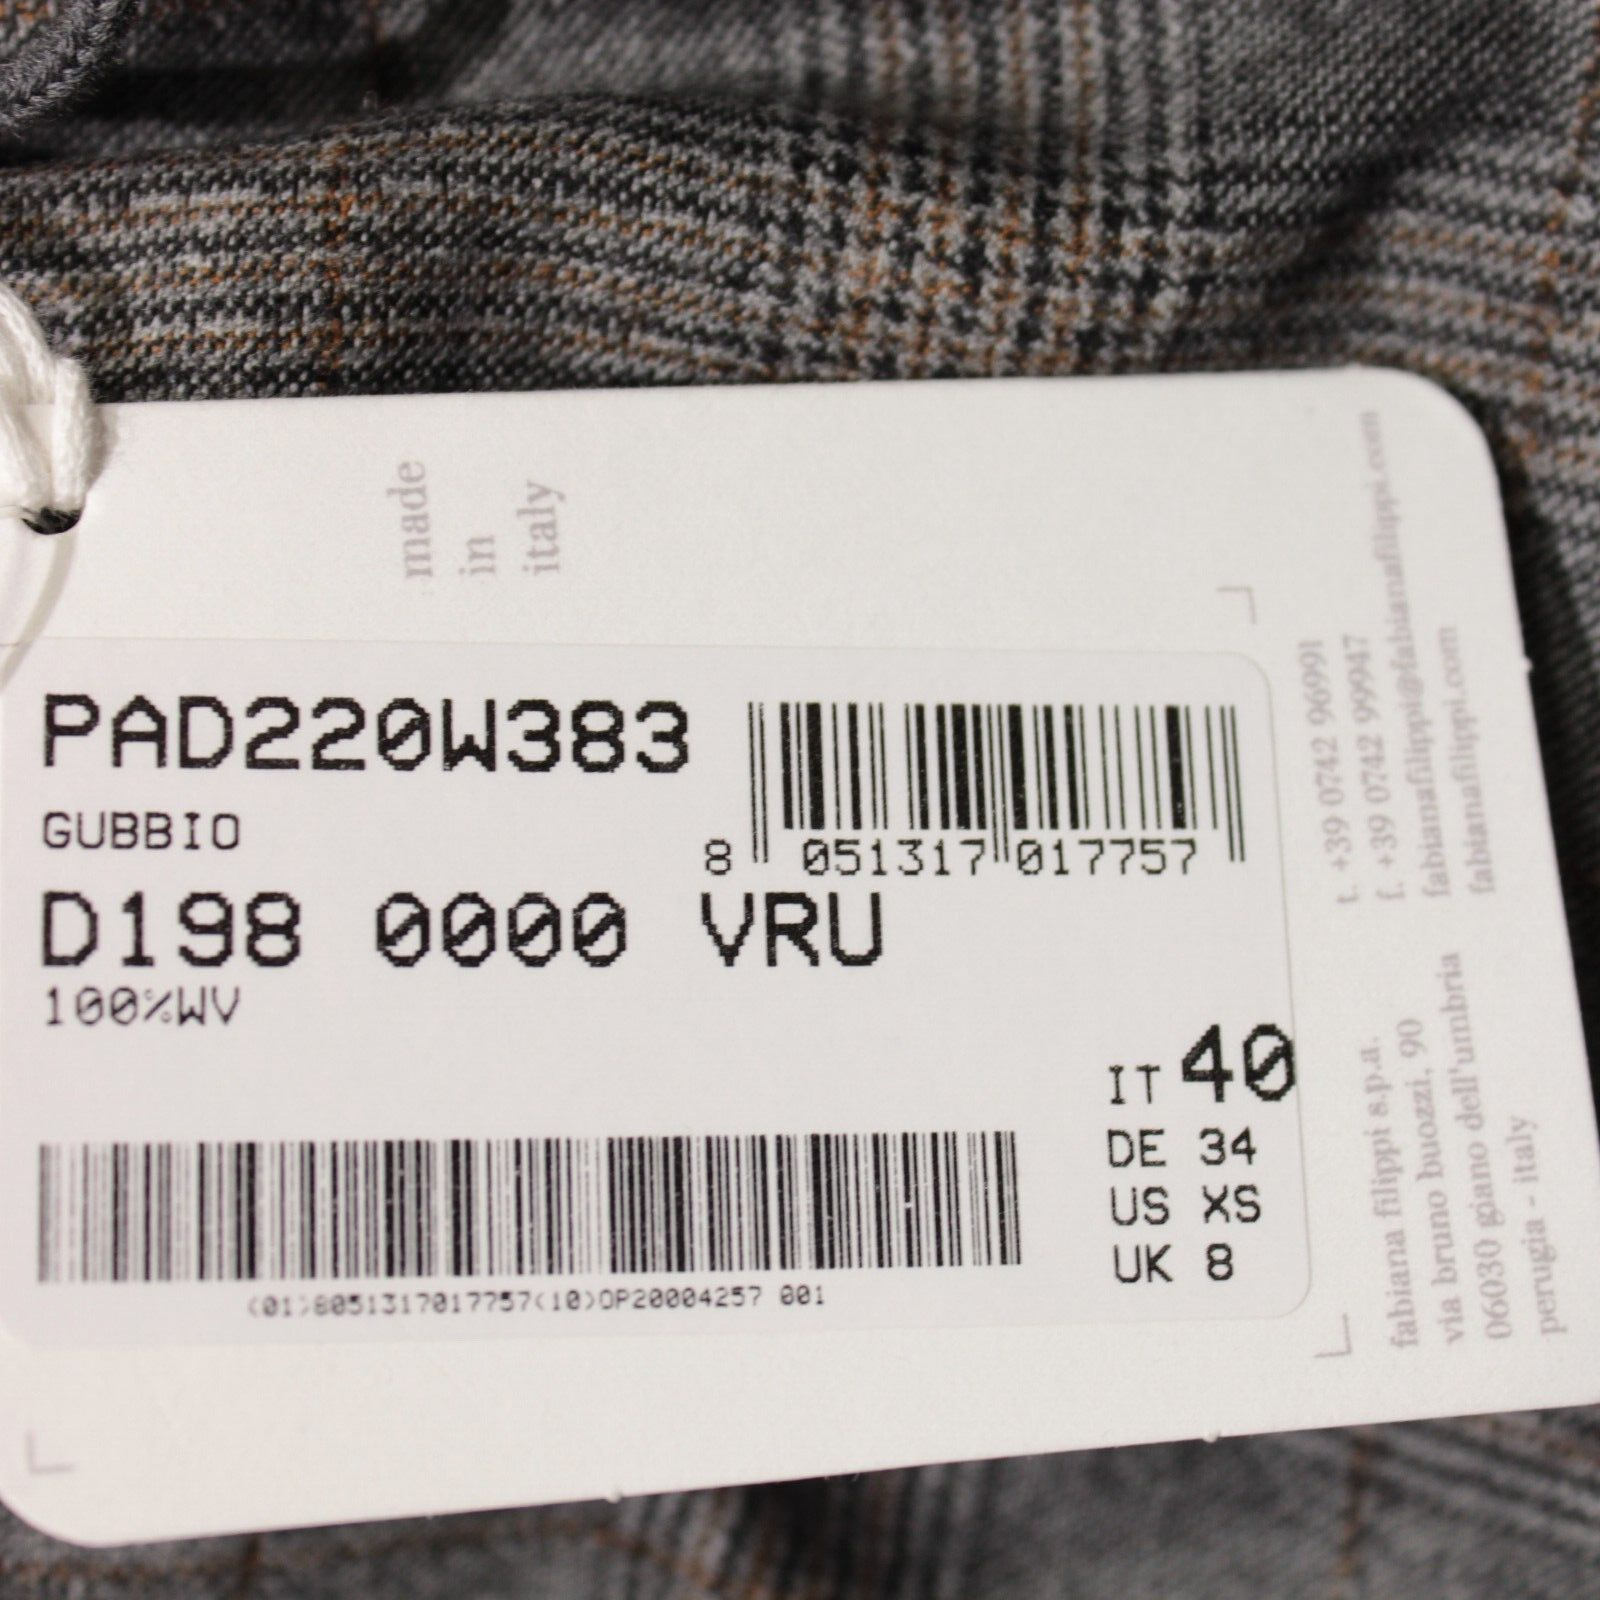 made
in
italy
PAD220W383
GUBBIO
8 051317 017757
D198 0000 VRU
100%WV
IT 40
DE 34
US XS
UK 8
(01)8051317017757(10)OP20004257 001
t. +39 0742 96991
f. +39 0742 99947
fabianafilippi@fabianafilippi.com
fabianafilippi.com
fabiana filippi s.p.a.
via bruno buozzi, 90
06030 giano dell'umbria
perugia - italy